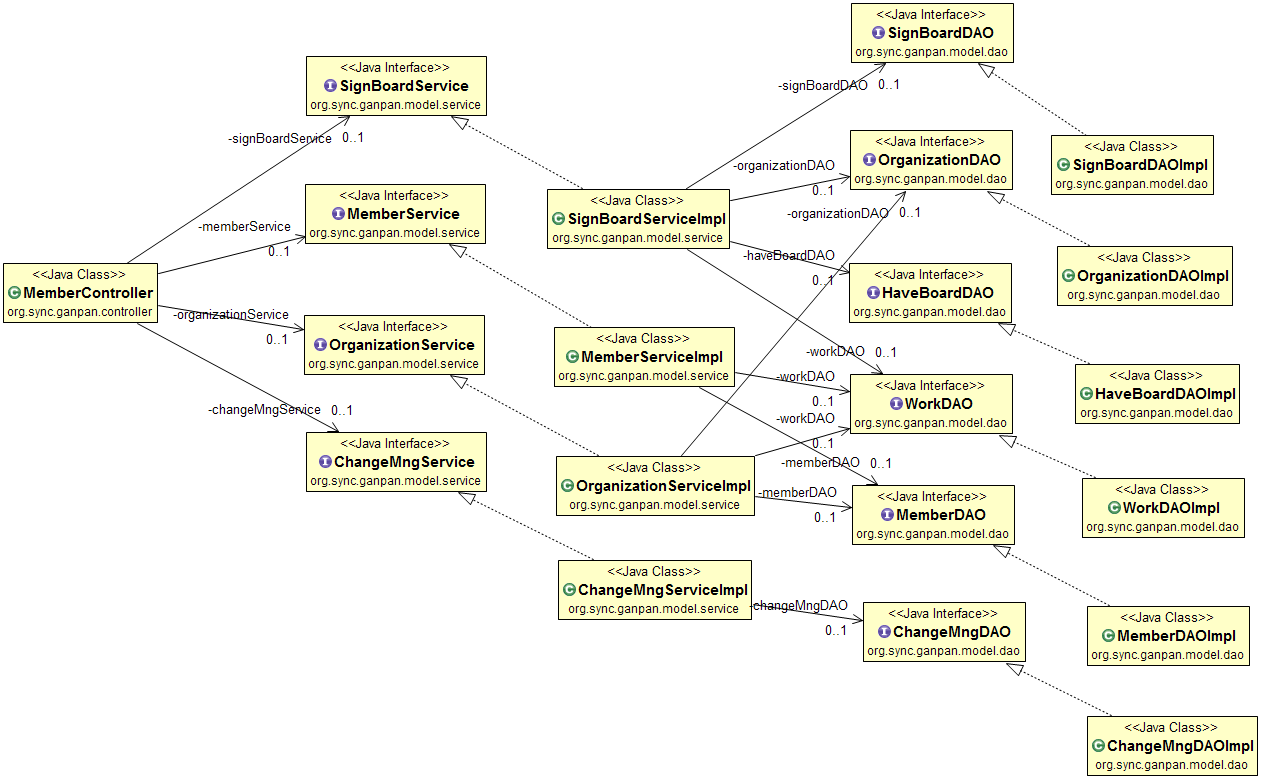 <<Java Interface>>
SignBoardDAO
org.sync.ganpan.model.dao
<<Java Interface>>
SignBoardService
org.sync.ganpan.model.service
-signBoardDAO
0..1
-signBoardService
0..1
<<Java Interface>>
OrganizationDAO
org.sync.ganpan.model.dao
<<Java Class>>
SignBoardDAOImpl
org.sync.ganpan.model.dao
-organizationDAO
0..1
<<Java Interface>>
MemberService
org.sync.ganpan.model.service
<<Java Class>>
SignBoardServiceImpl
org.sync.ganpan.model.service
-organizationDAO
0..1
-memberService
0..1
-haveBoardDAO
0..1
<<Java Class>>
OrganizationDAOImpl
org.sync.ganpan.model.dao
<<Java Class>>
MemberController
org.sync.ganpan.controller
<<Java Interface>>
HaveBoardDAO
org.sync.ganpan.model.dao
-organizationService
0..1
<<Java Interface>>
OrganizationService
org.sync.ganpan.model.service
<<Java Class>>
MemberServiceImpl
org.sync.ganpan.model.service
-workDAO
0..1
-workDAO
0..1
<<Java Interface>>
WorkDAO
org.sync.ganpan.model.dao
<<Java Class>>
HaveBoardDAOImpl
org.sync.ganpan.model.dao
-changeMngService
0..1
-workDAO
0..1
<<Java Interface>>
ChangeMngService
org.sync.ganpan.model.service
<<Java Class>>
OrganizationServiceImpl
org.sync.ganpan.model.service
-memberDAO
0..1
-memberDAO
0..1
<<Java Interface>>
MemberDAO
org.sync.ganpan.model.dao
<<Java Class>>
WorkDAOImpl
org.sync.ganpan.model.dao
<<Java Class>>
ChangeMngServiceImpl
org.sync.ganpan.model.service
-changeMngDAO
0..1
<<Java Interface>>
ChangeMngDAO
org.sync.ganpan.model.dao
<<Java Class>>
MemberDAOImpl
org.sync.ganpan.model.dao
<<Java Class>>
ChangeMngDAOImpl
org.sync.ganpan.model.dao